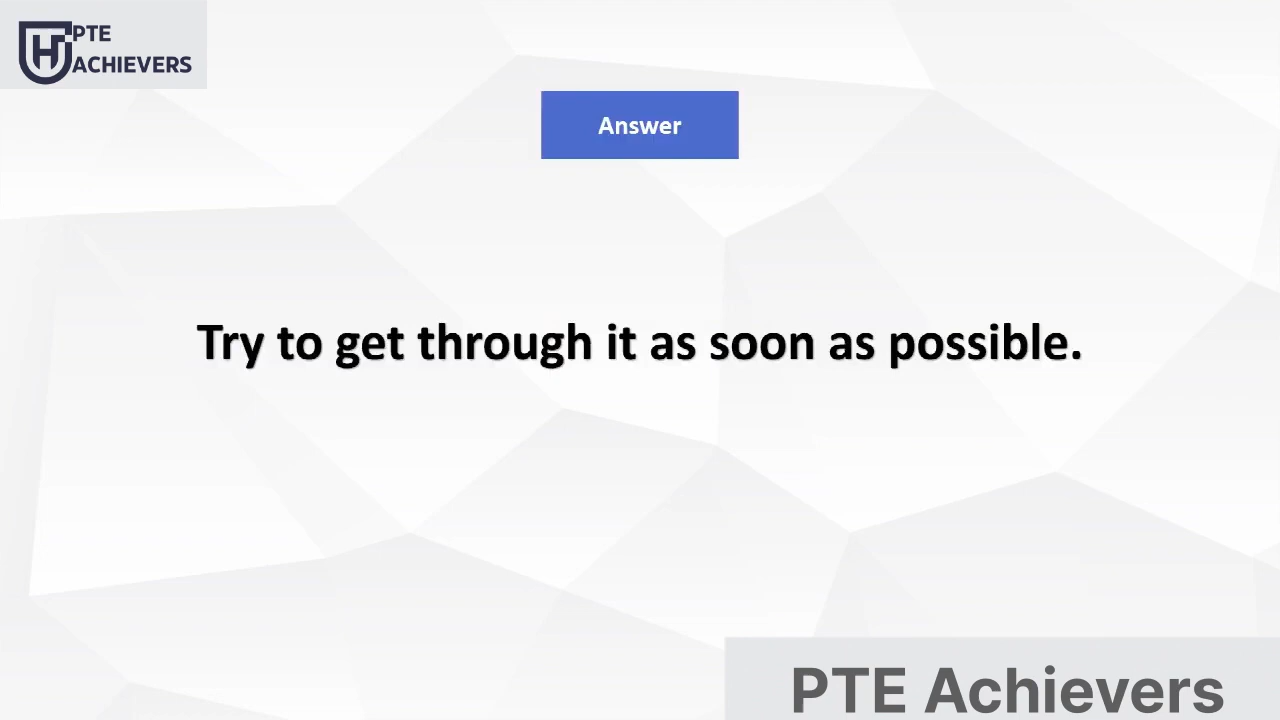 PTE
ACHIEVERS
Answer
Try to get through it as soon as possible.
PTE Achievers